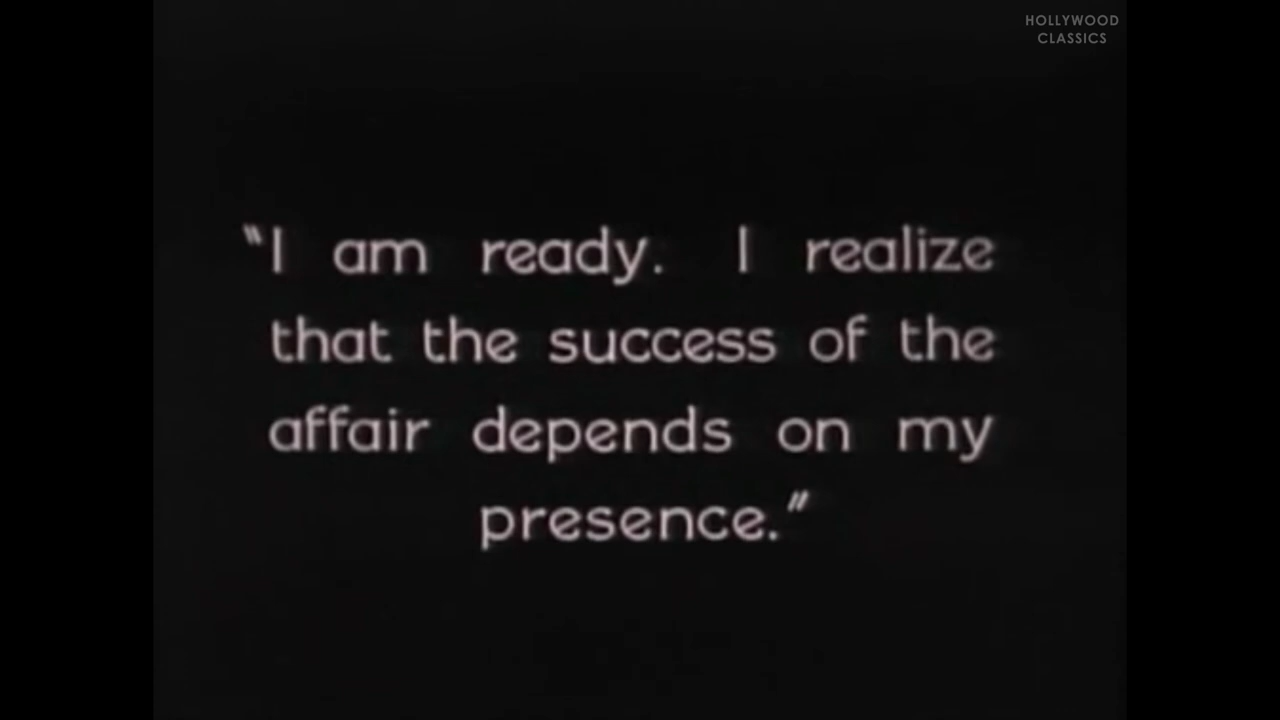 HOLLYWOOD
CLASSICS
"I am ready. I realize
that the success of the
affair depends on my
presence."